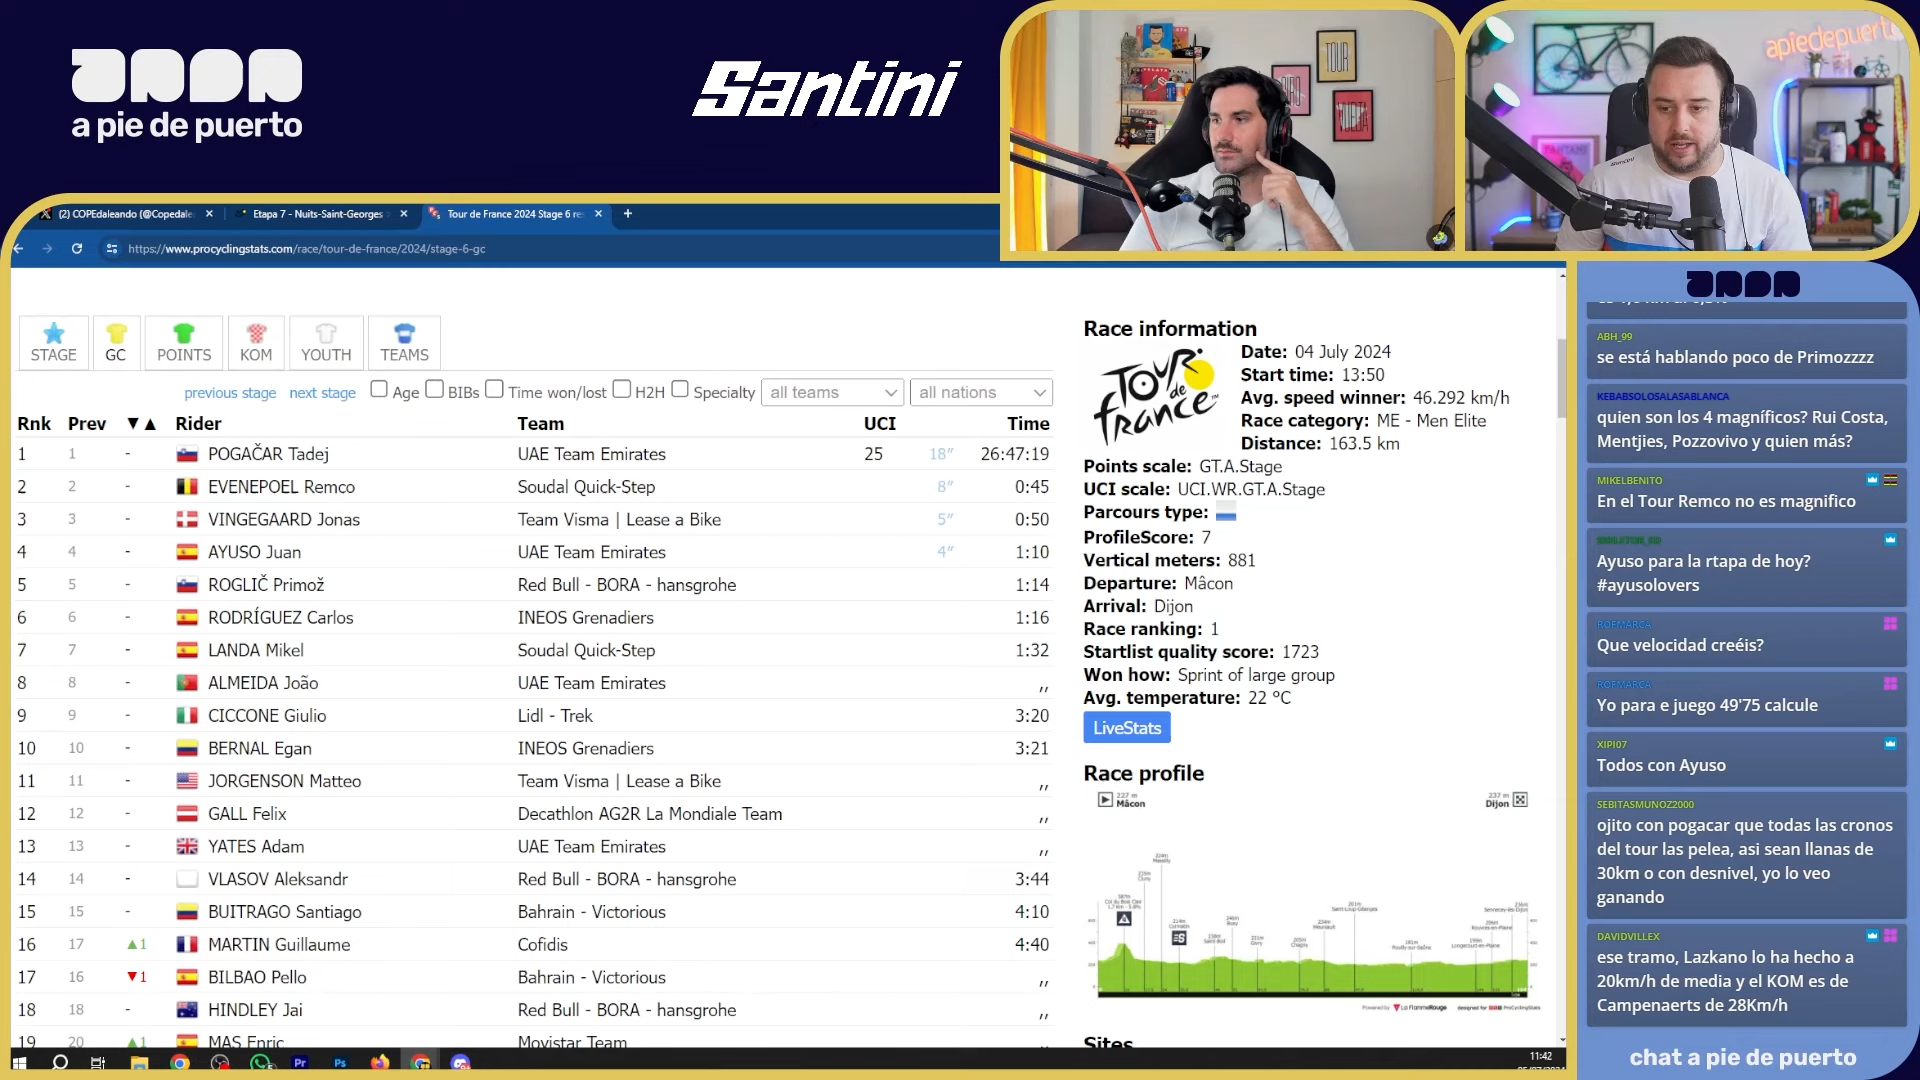 a pie de puerto
Santini
TOUR
GIRO
VUELTA
apiedepuerto
(2) COPEdaleando (@Copedale
Etapa 7 - Nuits-Saint-Georges
Tour de France 2024 Stage 6 re
https://www.procyclingstats.com/race/tour-de-france/2024/stage-6-gc
STAGE GC POINTS KOM YOUTH TEAMS
previous stage next stage Age BIBs Time won/lost H2H Specialty all teams all nations
Rnk Prev ▼▲ Rider Team UCI Time
1 1 - POGAČAR Tadej UAE Team Emirates 25 18″ 26:47:19
2 2 - EVENEPOEL Remco Soudal Quick-Step 8″ 0:45
3 3 - VINGEGAARD Jonas Team Visma | Lease a Bike 5″ 0:50
4 4 - AYUSO Juan UAE Team Emirates 4″ 1:10
5 5 - ROGLIČ Primož Red Bull - BORA - hansgrohe 1:14
6 6 - RODRÍGUEZ Carlos INEOS Grenadiers 1:16
7 7 - LANDA Mikel Soudal Quick-Step 1:32
8 8 - ALMEIDA João UAE Team Emirates ,,
9 9 - CICCONE Giulio Lidl - Trek 3:20
10 10 - BERNAL Egan INEOS Grenadiers 3:21
11 11 - JORGENSON Matteo Team Visma | Lease a Bike ,,
12 12 - GALL Felix Decathlon AG2R La Mondiale Team ,,
13 13 - YATES Adam UAE Team Emirates ,,
14 14 - VLASOV Aleksandr Red Bull - BORA - hansgrohe 3:44
15 15 - BUITRAGO Santiago Bahrain - Victorious 4:10
16 17 ▲1 MARTIN Guillaume Cofidis 4:40
17 16 ▼1 BILBAO Pello Bahrain - Victorious ,,
18 18 - HINDLEY Jai Red Bull - BORA - hansgrohe ,,
19 20 ▲1 MAS Enric Movistar Team
Race information
TOUR de france
Date: 04 July 2024
Start time: 13:50
Avg. speed winner: 46.292 km/h
Race category: ME - Men Elite
Distance: 163.5 km
Points scale: GT.A.Stage
UCI scale: UCI.WR.GT.A.Stage
Parcours type:
ProfileScore: 7
Vertical meters: 881
Departure: Mâcon
Arrival: Dijon
Race ranking: 1
Startlist quality score: 1723
Won how: Sprint of large group
Avg. temperature: 22 °C
LiveStats
Race profile
227 m
Mâcon
237 m
Dijon
Sites
11:42
ABH_99
se está hablando poco de Primozzzz
KEBABSOLOSALASABLANCA
quien son los 4 magníficos? Rui Costa,
Mentjies, Pozzovivo y quien más?
MIKELBENITO
En el Tour Remco no es magnifico
Ayuso para la rtapa de hoy?
#ayusolovers
ROFMARCA
Que velocidad creéis?
ROFMARCA
Yo para e juego 49'75 calcule
XIPI07
Todos con Ayuso
SEBITASMUNOZ2000
ojito con pogacar que todas las cronos
del tour las pelea, asi sean llanas de
30km o con desnivel, yo lo veo
ganando
DAVIDVILLEX
ese tramo, Lazkano lo ha hecho a
20km/h de media y el KOM es de
Campenaerts de 28Km/h
chat a pie de puerto